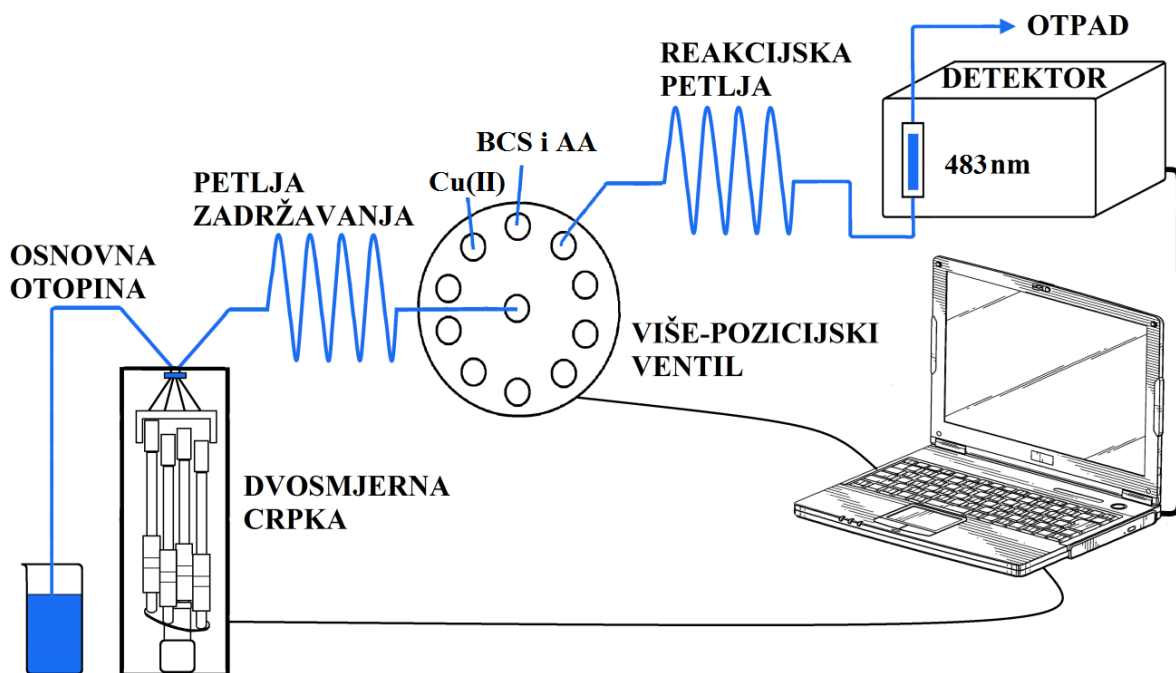 OTPAD
REAKCIJSKA
PETLJA
DETEKTOR
BCS i AA
483 nm
Cu(II)
PETLJA
ZADRŽAVANJA
OSNOVNA
OTOPINA
VIŠE-POZICIJSKI
VENTIL
DVOSMJERNA
CRPKA